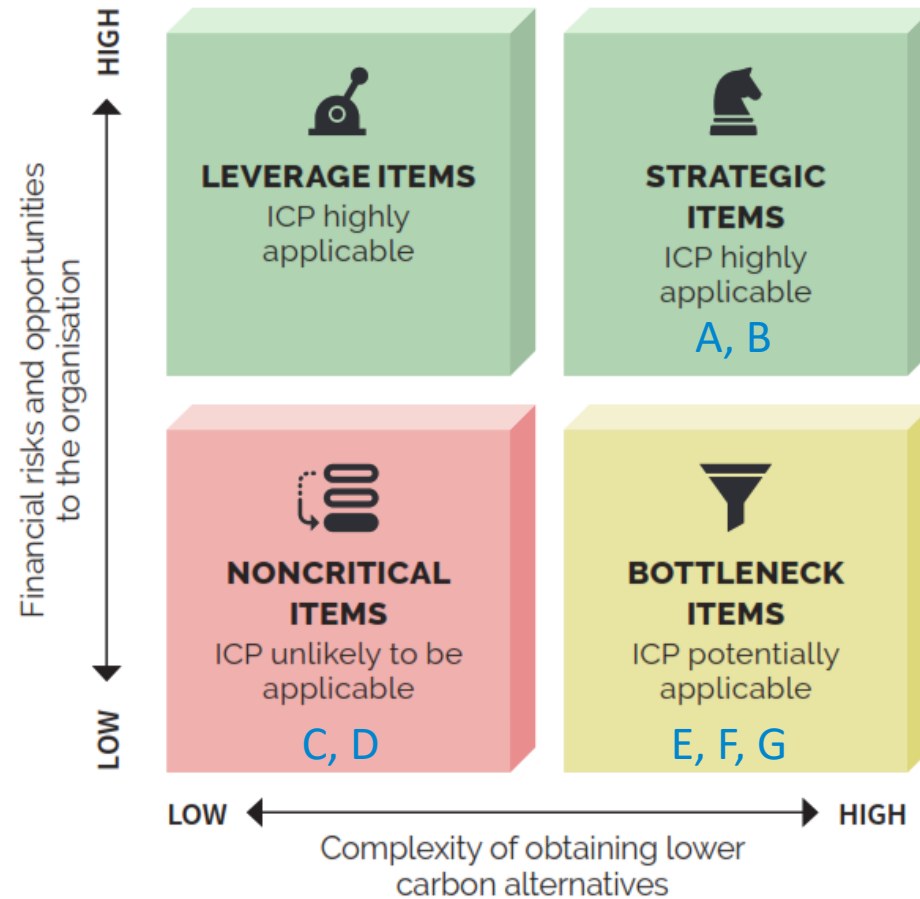 HIGH
Financial risks and opportunities
to the organisation
LOW
LEVERAGE ITEMS
ICP highly
applicable
STRATEGIC
ITEMS
ICP highly
applicable
A, B
NONCRITICAL
ITEMS
ICP unlikely to be
applicable
C, D
BOTTLENECK
ITEMS
ICP potentially
applicable
E, F, G
LOW
HIGH
Complexity of obtaining lower
carbon alternatives